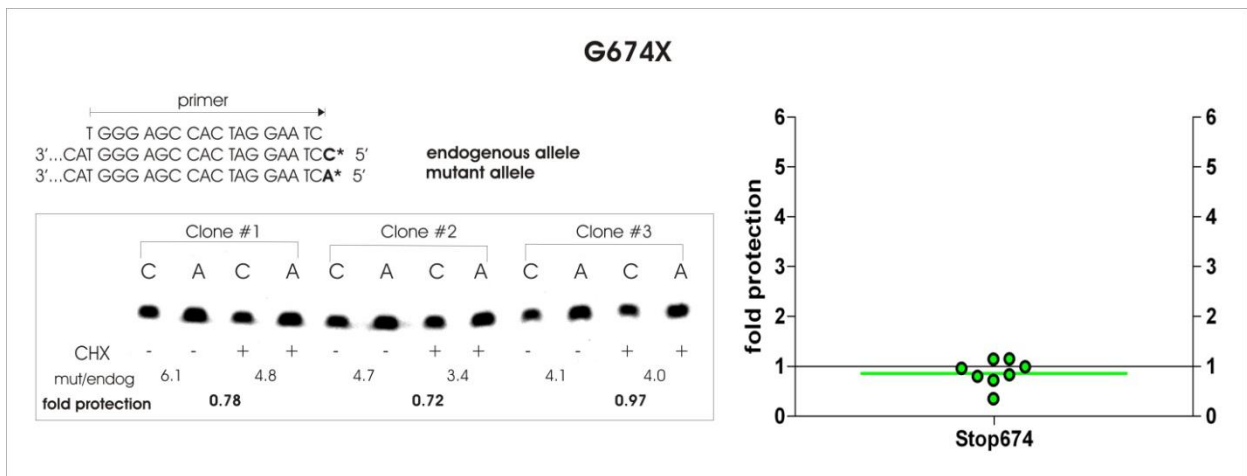 G674X
primer
T GGG AGC CAC TAG GAA TC
3'...CAT GGG AGC CAC TAG GAA TCC* 5' endogenous allele
3'...CAT GGG AGC CAC TAG GAA TCA* 5' mutant allele
Clone #1 Clone #2 Clone #3
C A C A C A C A C A C A
CHX - - + + - - + + - - + +
mut/endog 6.1 4.8 4.7 3.4 4.1 4.0
fold protection 0.78 0.72 0.97
fold protection
6 6
5 5
4 4
3 3
2 2
1 1
0 0
Stop674